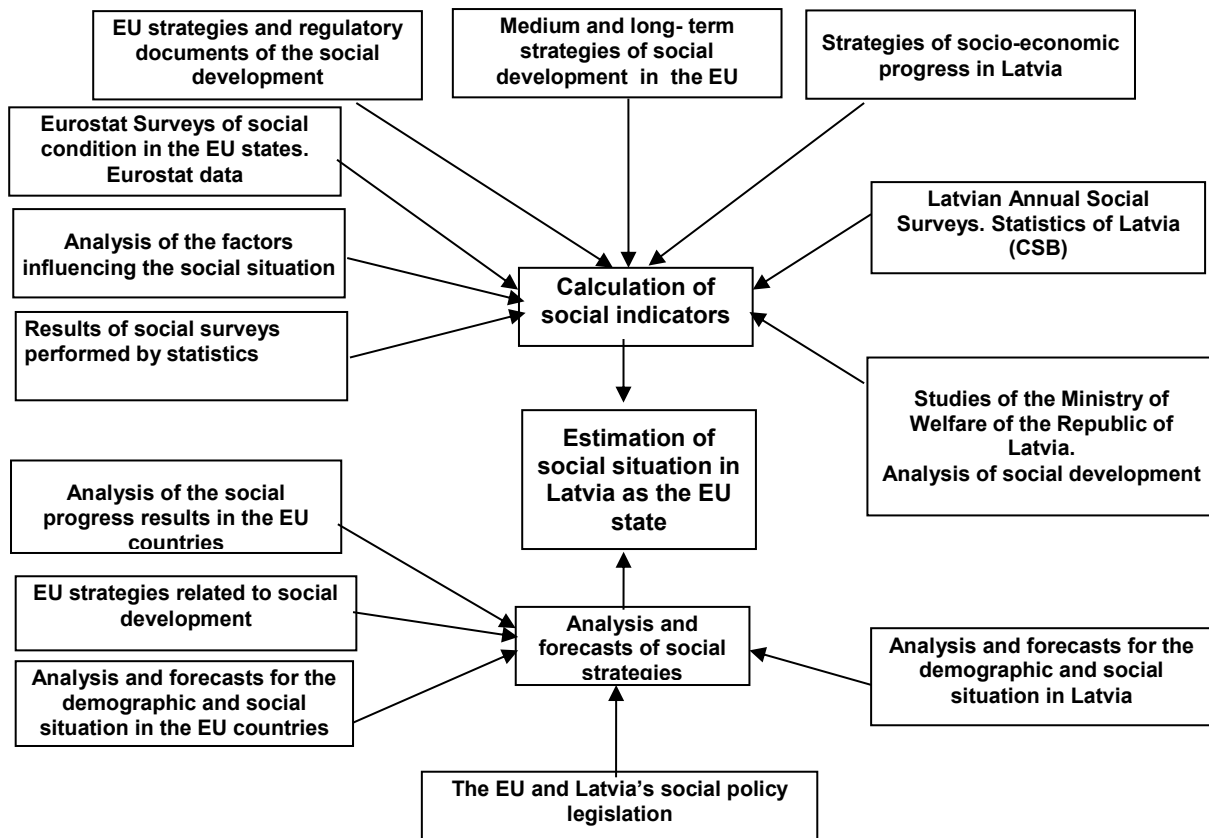 EU strategies and regulatory
documents of the social
development
Medium and long- term
strategies of social
development in the EU
Strategies of socio-economic
progress in Latvia
Eurostat Surveys of social
condition in the EU states.
Eurostat data
Latvian Annual Social
Surveys. Statistics of Latvia
(CSB)
Analysis of the factors
influencing the social situation
Calculation of
social indicators
Results of social surveys
performed by statistics
Studies of the Ministry of
Welfare of the Republic of
Latvia.
Analysis of social development
Estimation of
social situation in
Latvia as the EU
state
Analysis of the social
progress results in the EU
countries
EU strategies related to social
development
Analysis and
forecasts of social
strategies
Analysis and forecasts for the
demographic and social
situation in Latvia
Analysis and forecasts for the
demographic and social
situation in the EU countries
The EU and Latvia’s social policy
legislation